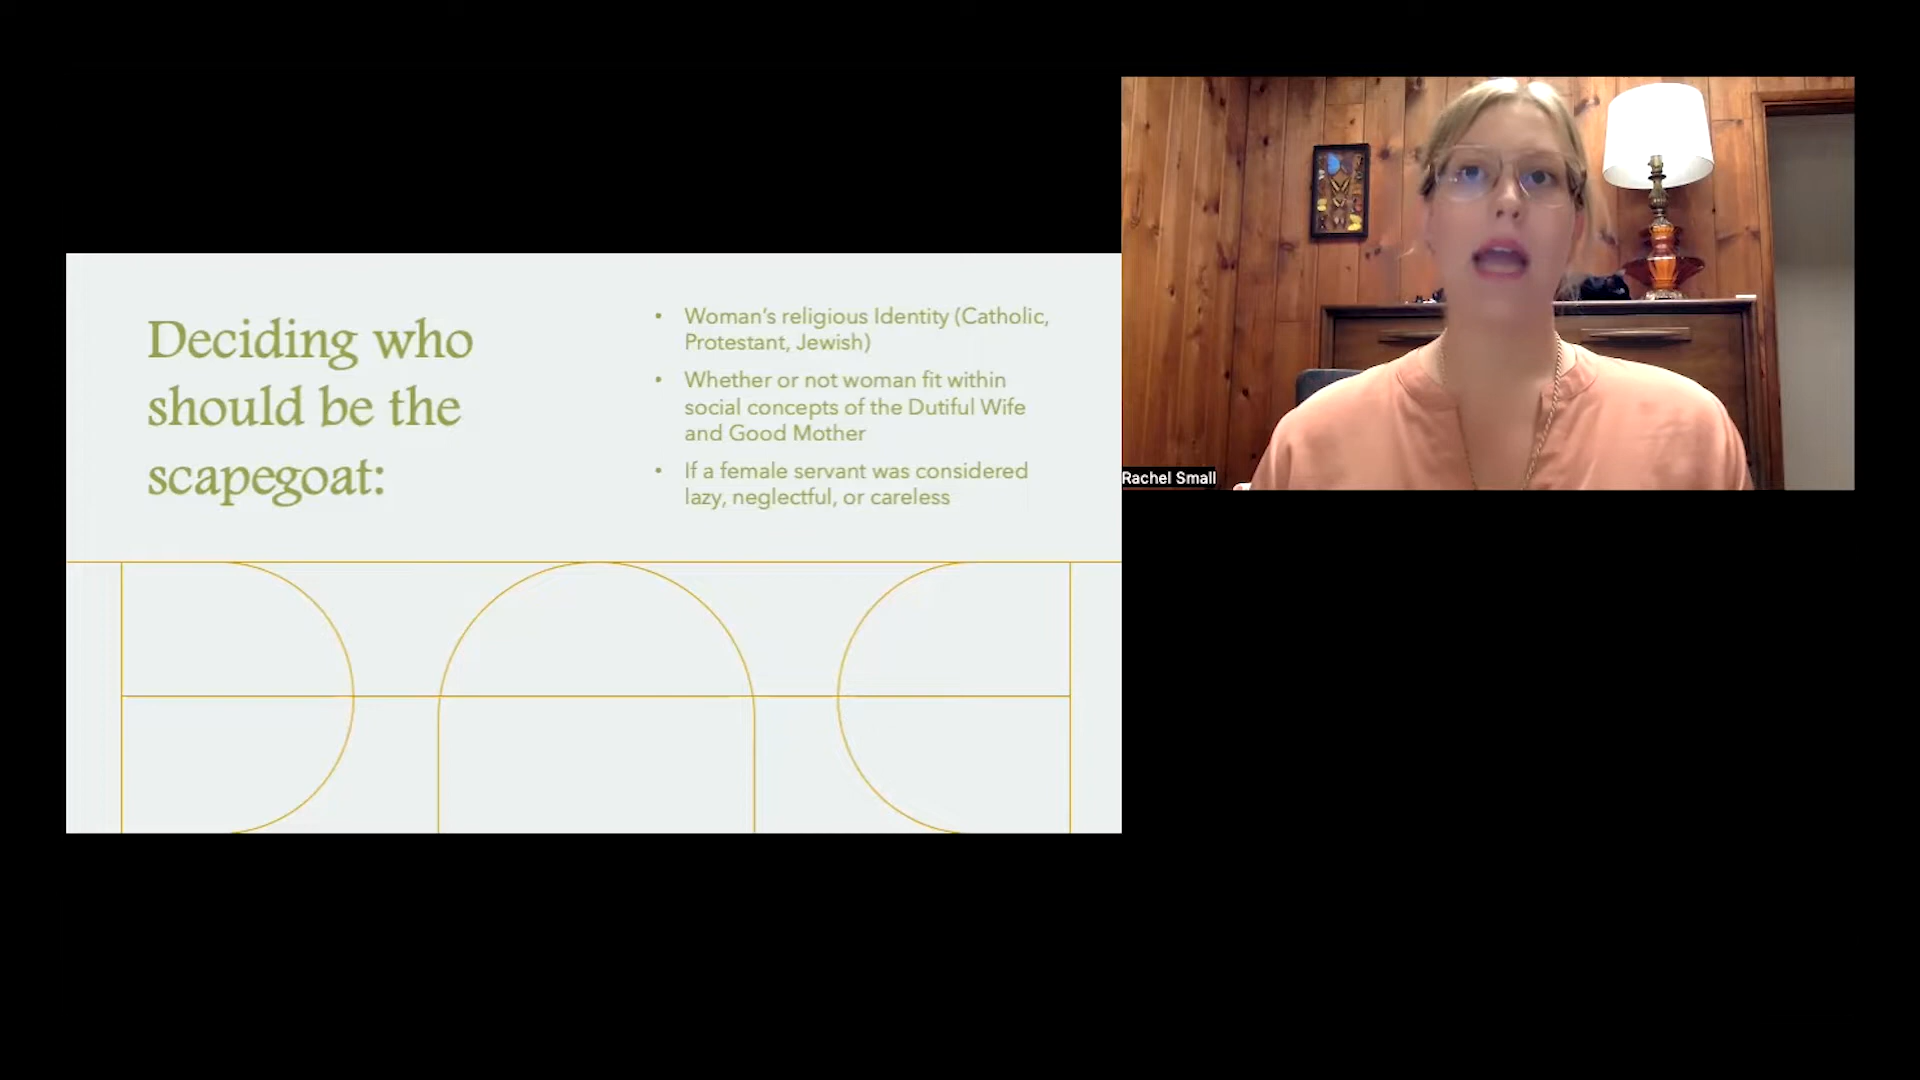 Deciding who
should be the
scapegoat:
• Woman's religious Identity (Catholic,
Protestant, Jewish)
• Whether or not woman fit within
social concepts of the Dutiful Wife
and Good Mother
• If a female servant was considered
lazy, neglectful, or careless
Rachel Small